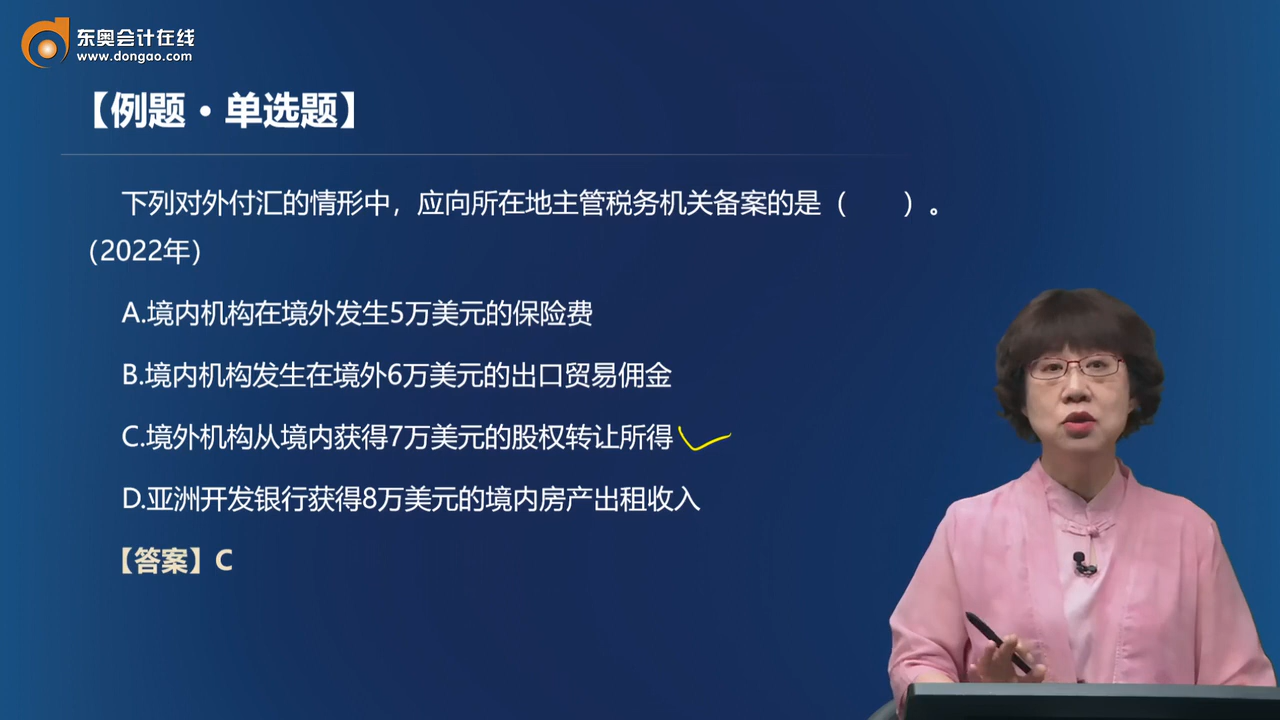 东奥会计在线
www.dongao.com
【例题·单选题】
下列对外付汇的情形中，应向所在地主管税务机关备案的是（  ）。
（2022年）
A.境内机构在境外发生5万美元的保险费
B.境内机构发生在境外6万美元的出口贸易佣金
C.境外机构从境内获得7万美元的股权转让所得
D.亚洲开发银行获得8万美元的境内房产出租收入
【答案】C